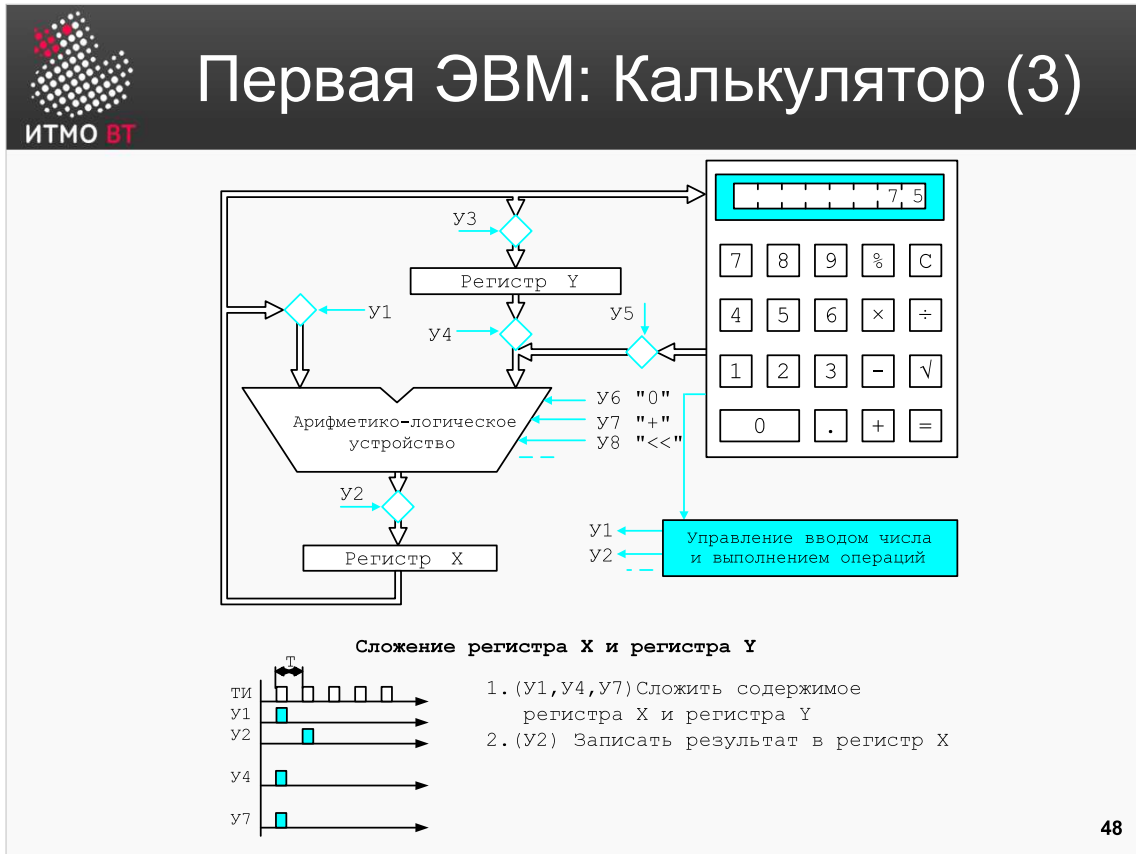 ИТМО ВТ
Первая ЭВМ: Калькулятор (3)
7 5
У3
Регистр Y
У1
У4
У5
7 8 9 % C
4 5 6 × ÷
1 2 3 - √
0 . + =
Арифметико-логическое
устройство
У6 "0"
У7 "+"
У8 "<<"
У2
Регистр X
У1
У2
Управление вводом числа
и выполнением операций
Сложение регистра X и регистра Y
T
ТИ
У1
У2
У4
У7
1.(У1,У4,У7)Сложить содержимое
регистра X и регистра Y
2.(У2) Записать результат в регистр X
48